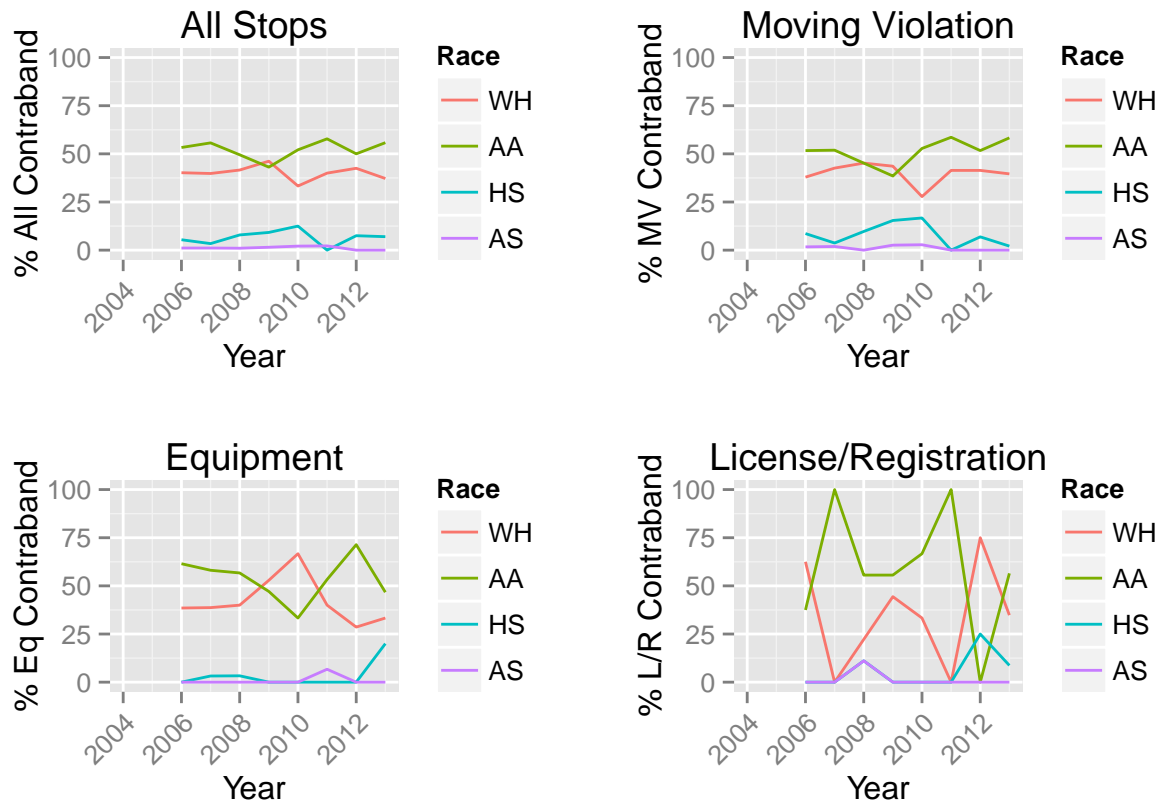 All Stops
% All Contraband
100
75
50
25
0
2004
2006
2008
2010
2012
Year
Race
WH
AA
HS
AS
Moving Violation
% MV Contraband
100
75
50
25
0
2004
2006
2008
2010
2012
Year
Race
WH
AA
HS
AS
Equipment
% Eq Contraband
100
75
50
25
0
2004
2006
2008
2010
2012
Year
Race
WH
AA
HS
AS
License/Registration
% L/R Contraband
100
75
50
25
0
2004
2006
2008
2010
2012
Year
Race
WH
AA
HS
AS